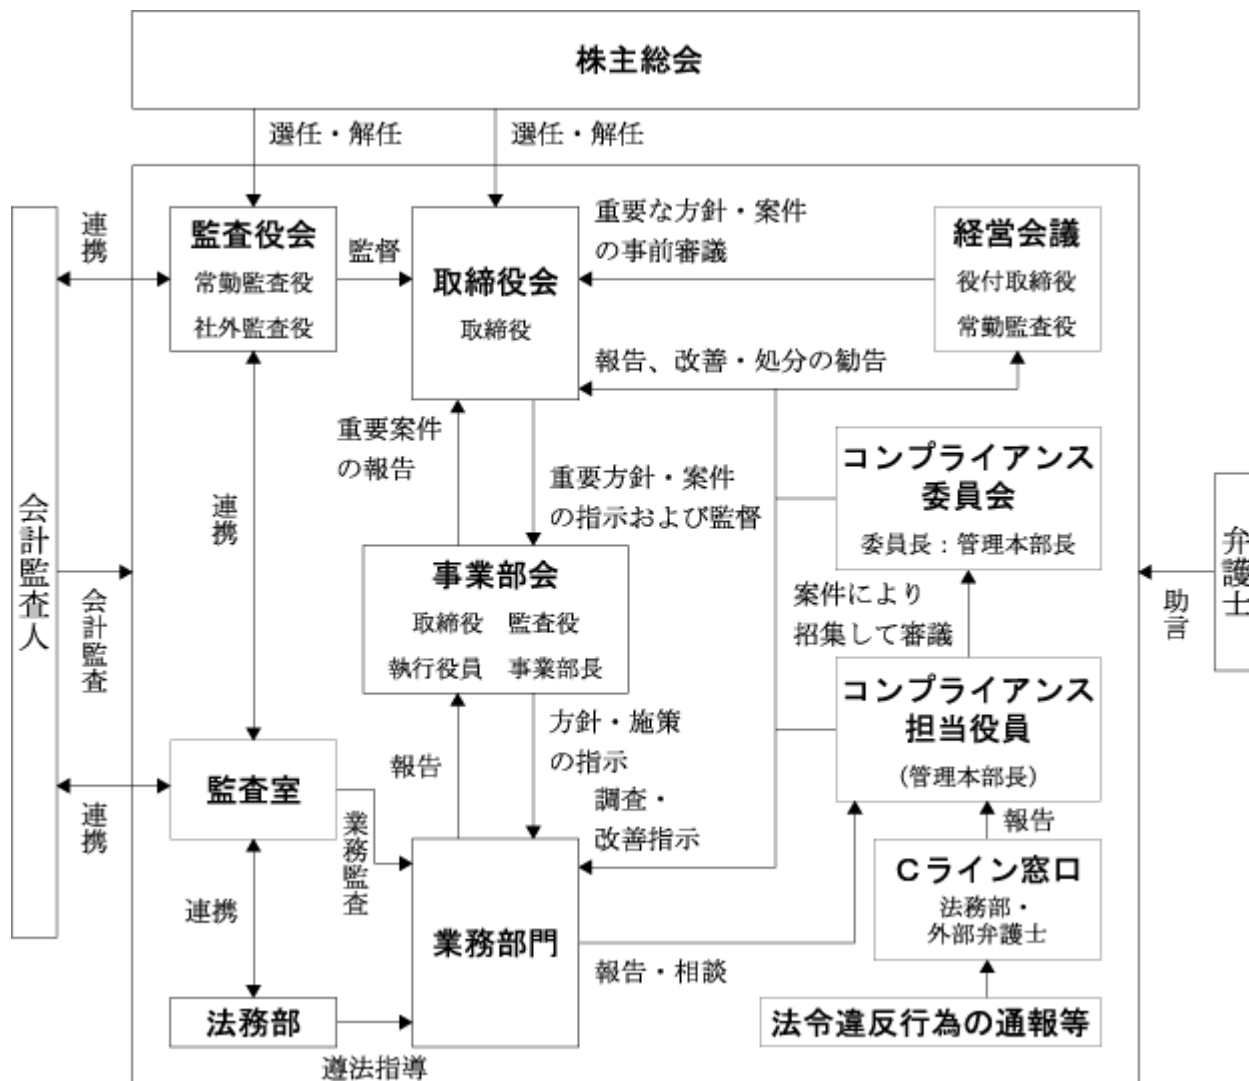 株主総会
選任・解任
選任・解任
連携
監査役会
常勤監査役
社外監査役
監督
取締役会
取締役
重要な方針・案件
の事前審議
経営会議
役付取締役
常勤監査役
報告、改善・処分の勧告
重要案件
の報告
重要方針・案件
の指示および監督
コンプライアンス
委員会
委員長：管理本部長
連携
会計監査人
会計監査
弁護士
助言
事業部会
取締役 監査役
執行役員 事業部長
案件により
招集して審議
コンプライアンス
担当役員
（管理本部長）
方針・施策
の指示
報告
監査室
連携
業務監査
調査・
改善指示
報告
Cライン窓口
法務部・
外部弁護士
連携
業務部門
報告・相談
法務部
遵法指導
法令違反行為の通報等